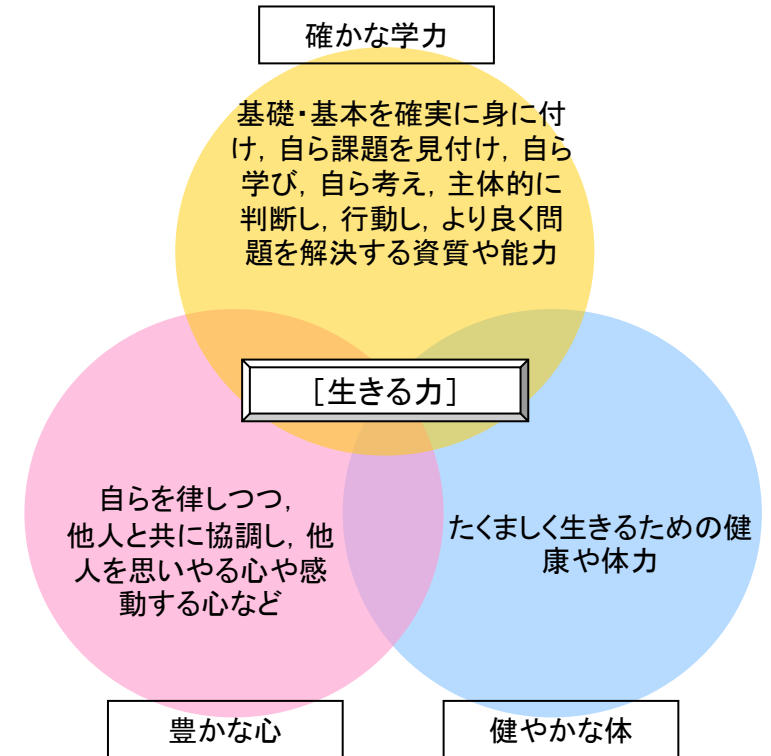 確かな学力
基礎・基本を確実に身に付
け，自ら課題を見付け，自ら
学び，自ら考え，主体的に
判断し，行動し，より良く問
題を解決する資質や能力
［生きる力］
自らを律しつつ，
他人と共に協調し，他
人を思いやる心や感
動する心など
たくましく生きるための健
康や体力
豊かな心
健やかな体